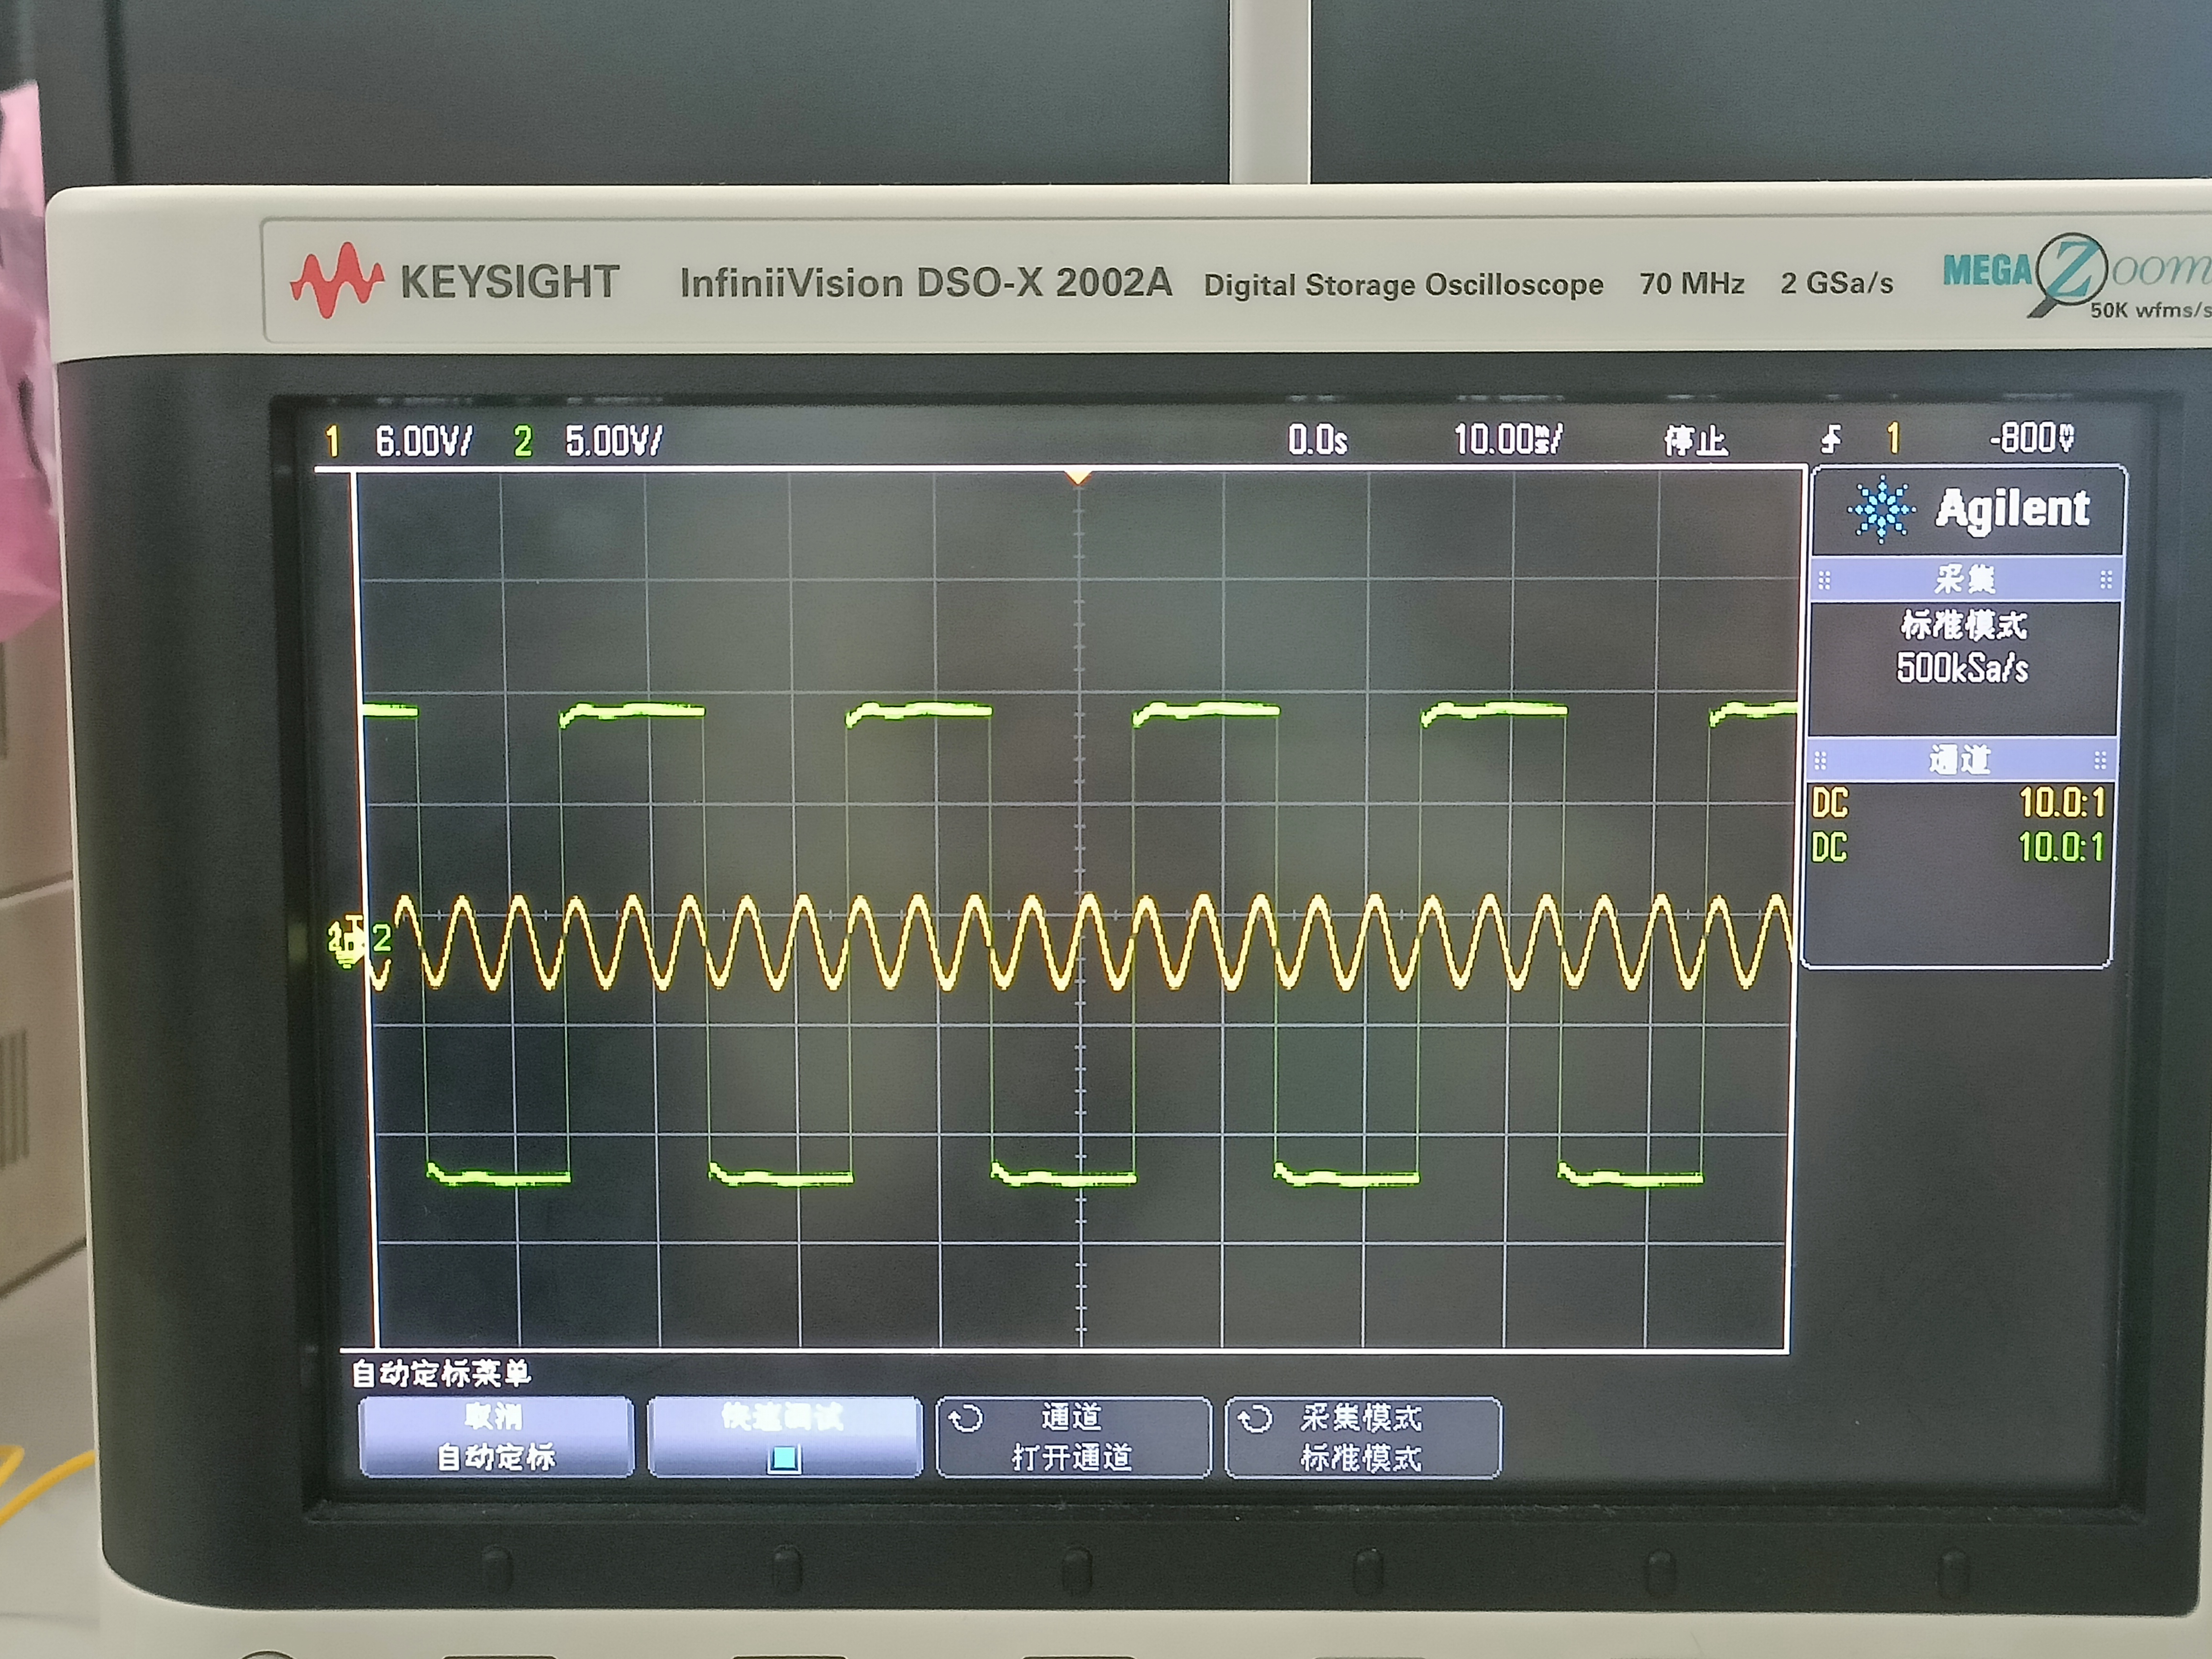 KEYSIGHT InfiniiVision DSO-X 2002A Digital Storage Oscilloscope 70 MHz 2 GSa/s MEGA Zoom
50K wfms/s
1 6.00V/ 2 5.00V/ 0.0s 10.00ms/ 停止 1 -800mV
Agilent
采集
标准模式
500kSa/s
通道
DC 10.0:1
DC 10.0:1
T
2
自动定标菜单
取消
自动定标
快速调试
通道
打开通道
采集模式
标准模式